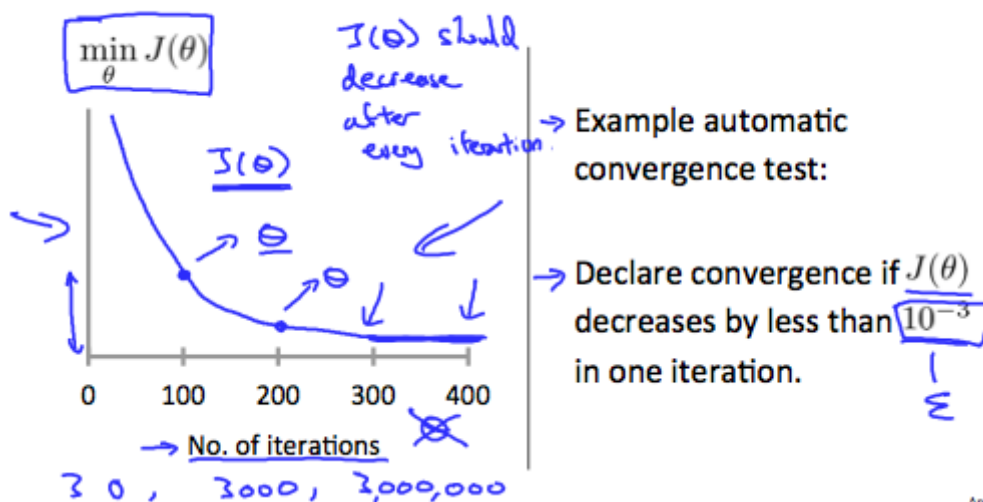 min J(θ)
θ
J(θ) should
decrease
after
every iteration.
J(θ)
θ
θ
0 100 200 300 400
→ No. of iterations
θ
30, 3000, 3,000,000
→ Example automatic
convergence test:
→ Declare convergence if J(θ)
decreases by less than 10⁻³
in one iteration.
ε